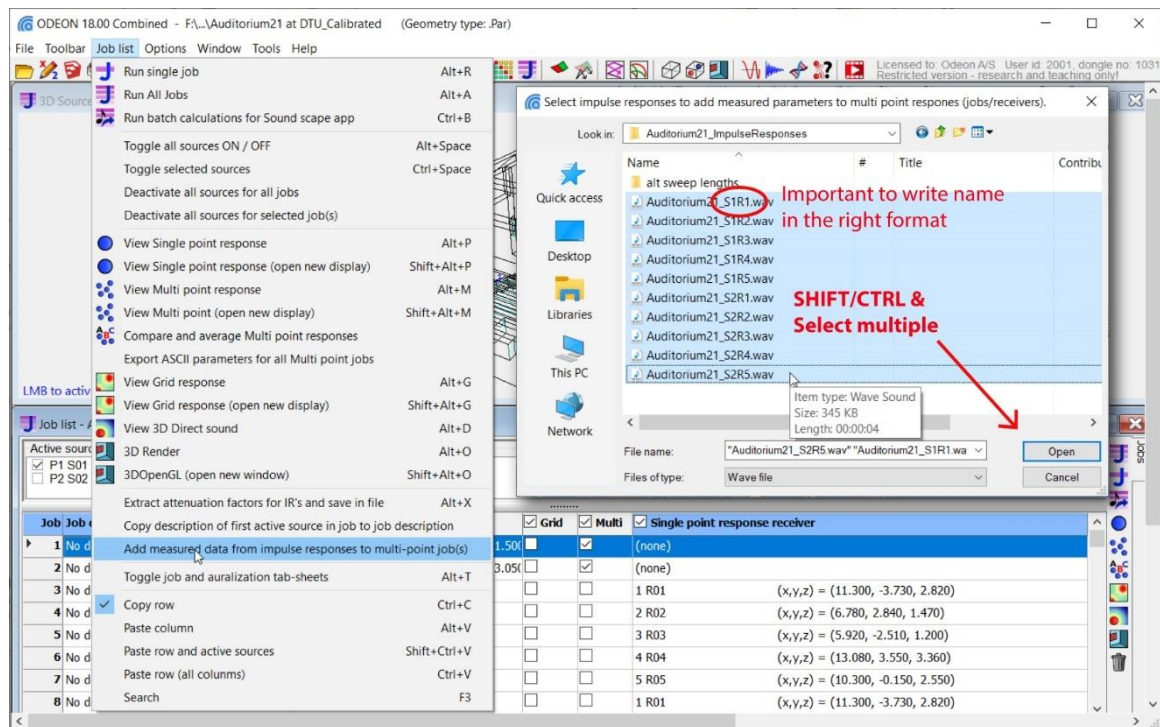 ODEON 18.00 Combined - F:\...\Auditorium21 at DTU_Calibrated (Geometry type: .Par)
File Toolbar Job list Options Window Tools Help
Licensed to: Odeon A/S User id: 2001, dongle no: 1031
Restricted version - research and teaching only!
3D Source
LMB to activ
Run single job Alt+R
Run All Jobs Alt+A
Run batch calculations for Sound scape app Ctrl+B
Toggle all sources ON / OFF Alt+Space
Toggle selected sources Ctrl+Space
Deactivate all sources for all jobs
Deactivate all sources for selected job(s)
View Single point response Alt+P
View Single point response (open new display) Shift+Alt+P
View Multi point response Alt+M
View Multi point (open new display) Shift+Alt+M
Compare and average Multi point responses
Export ASCII parameters for all Multi point jobs
View Grid response Alt+G
View Grid response (open new display) Shift+Alt+G
View 3D Direct sound Alt+D
3D Render Alt+O
3DOpenGL (open new window) Shift+Alt+O
Extract attenuation factors for IR's and save in file Alt+X
Copy description of first active source in job to job description
Add measured data from impulse responses to multi-point job(s)
Toggle job and auralization tab-sheets Alt+T
Copy row Ctrl+C
Paste column Alt+V
Paste row and active sources Shift+Ctrl+V
Paste row (all colunms) Ctrl+V
Search F3
Select impulse responses to add measured parameters to multi point respones (jobs/receivers).
Look in: Auditorium21_ImpulseResponses
Quick access
Desktop
Libraries
This PC
Network
Name # Title Contribu
alt sweep lengths
Auditorium21_S1R1.wav
Auditorium21_S1R2.wav
Auditorium21_S1R3.wav
Auditorium21_S1R4.wav
Auditorium21_S1R5.wav
Auditorium21_S2R1.wav
Auditorium21_S2R2.wav
Auditorium21_S2R3.wav
Auditorium21_S2R4.wav
Auditorium21_S2R5.wav
Important to write name
in the right format
SHIFT/CTRL &
Select multiple
Item type: Wave Sound
Size: 345 KB
Length: 00:00:04
File name: "Auditorium21_S2R5.wav" "Auditorium21_S1R1.wa Open
Files of type: Wave file Cancel
Job list - A
Active sourc
P1 S01
P2 S02
Job Job d Grid Multi Single point response receiver
1 No d 1.500 (none)
2 No d 3.050 (none)
3 No d 1 R01 (x,y,z) = (11.300, -3.730, 2.820)
4 No d 2 R02 (x,y,z) = (6.780, 2.840, 1.470)
5 No d 3 R03 (x,y,z) = (5.920, -2.510, 1.200)
6 No d 4 R04 (x,y,z) = (13.080, 3.550, 3.360)
7 No d 5 R05 (x,y,z) = (10.300, -0.150, 2.550)
8 No d 1 R01 (x,y,z) = (11.300, -3.730, 2.820)